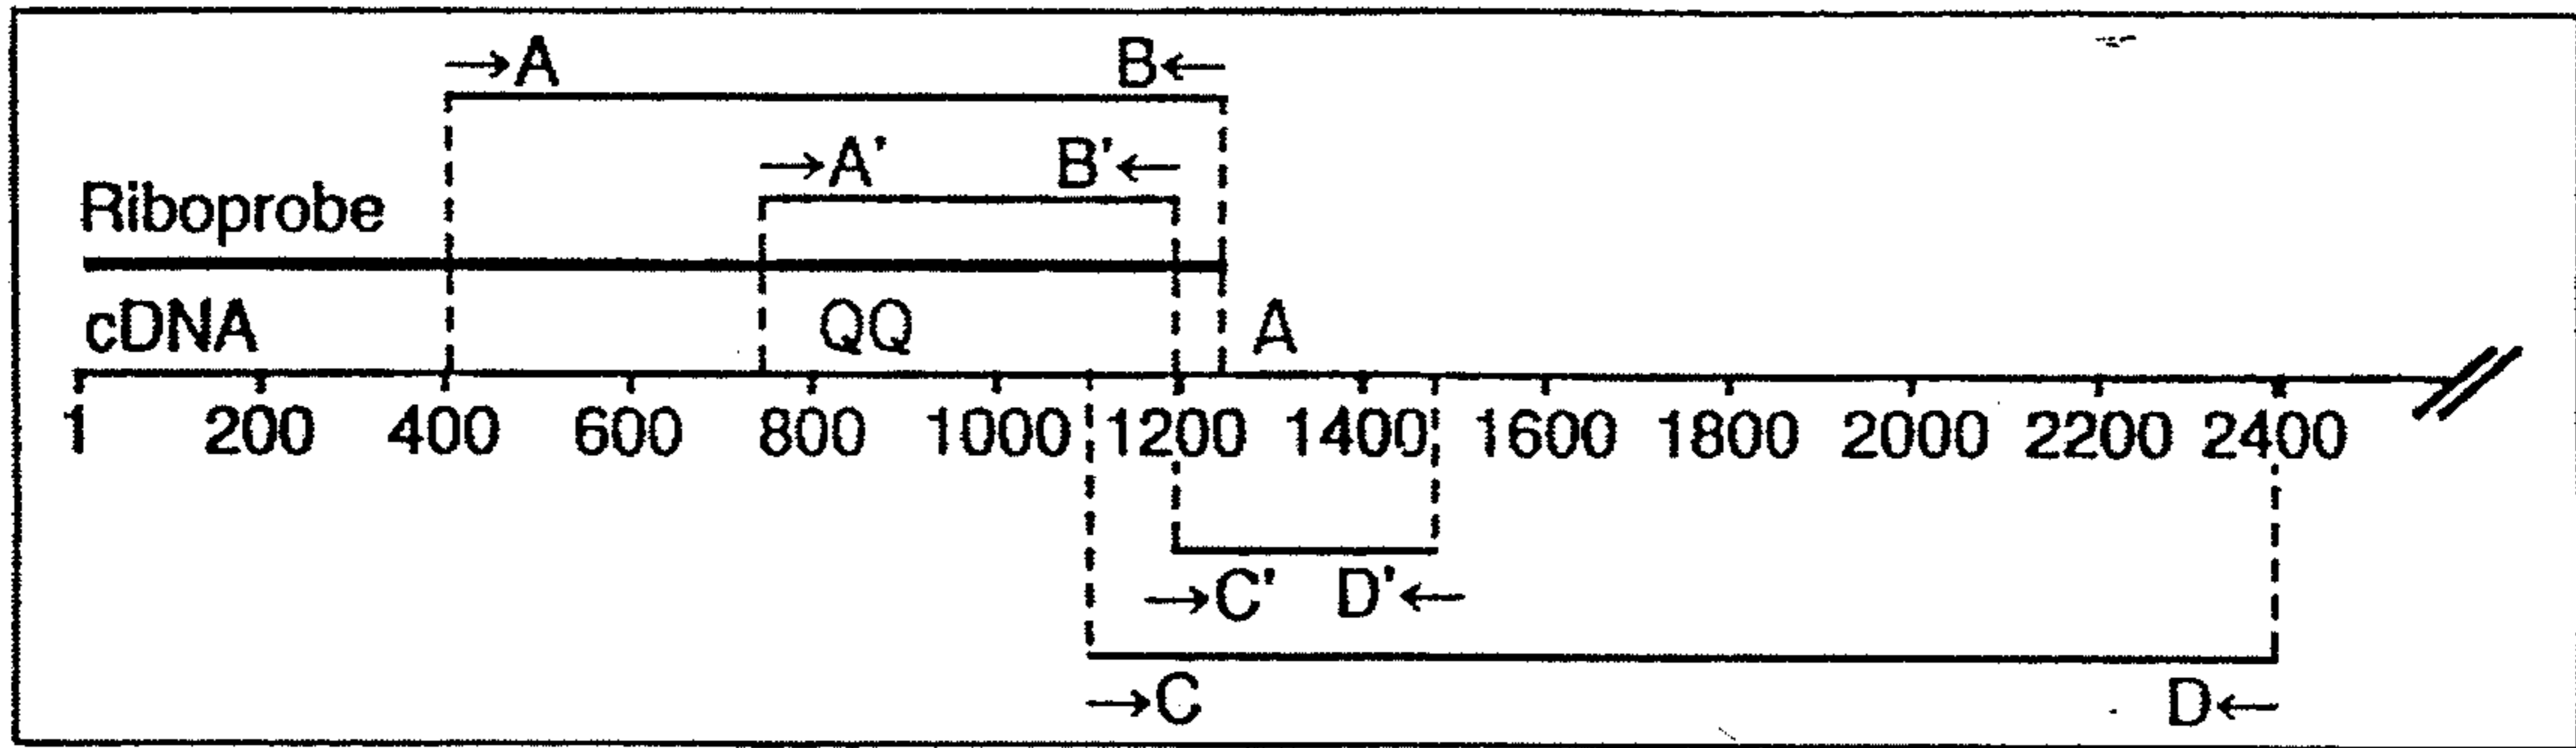 →A B←
→A' B'←
Riboprobe
cDNA QQ A
1 200 400 600 800 1000 1200 1400 1600 1800 2000 2200 2400
→C' D'←
→C D←